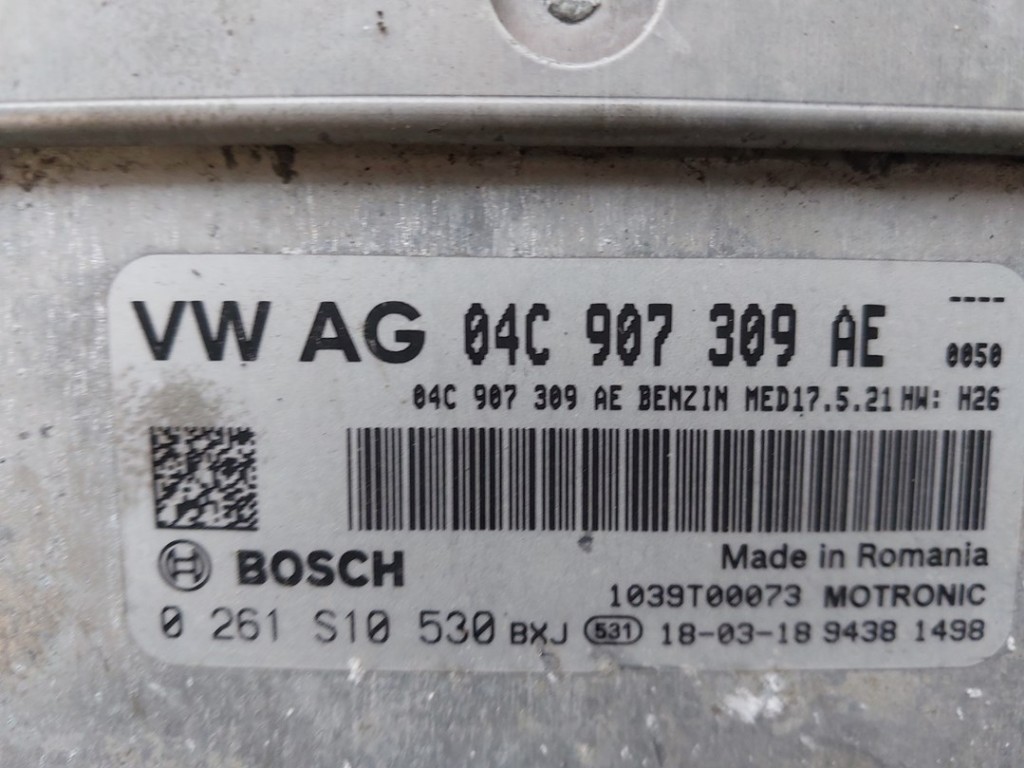 VW AG 04C 907 309 AE ----
0050
04C 907 309 AE BENZIN MED17.5.21 HW: H26
BOSCH Made in Romania
1039T00073 MOTRONIC
0 261 S10 530 BXJ 531 18-03-18 9438 1498